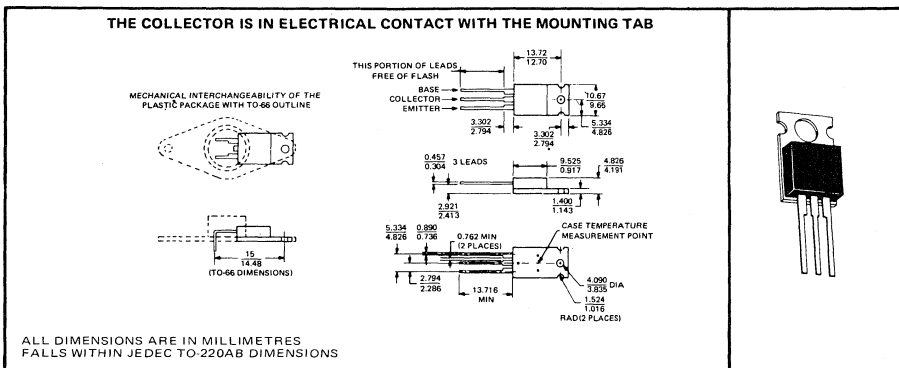 THE COLLECTOR IS IN ELECTRICAL CONTACT WITH THE MOUNTING TAB
MECHANICAL INTERCHANGEABILITY OF THE
PLASTIC PACKAGE WITH TO-66 OUTLINE
15
14.48
(TO-66 DIMENSIONS)
THIS PORTION OF LEADS
FREE OF FLASH
BASE
COLLECTOR
EMITTER
13.72
12.70
10.67
9.65
3.302
2.794
3.302
2.794
5.334
4.826
0.457
0.304
3 LEADS
9.525
0.917
4.826
4.191
2.921
2.413
1.400
1.143
5.334
4.826
0.890
0.736
0.762 MIN
(2 PLACES)
CASE TEMPERATURE
MEASUREMENT POINT
2.794
2.286
13.716
MIN
4.090
3.835
DIA
1.524
1.016
RAD(2 PLACES)
ALL DIMENSIONS ARE IN MILLIMETRES
FALLS WITHIN JEDEC TO-220AB DIMENSIONS